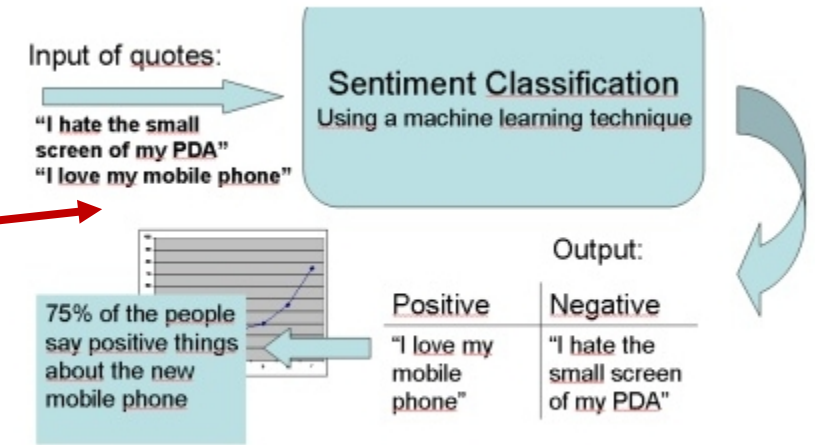 Input of quotes:
“I hate the small
screen of my PDA”
“I love my mobile phone”
Sentiment Classification
Using a machine learning technique
Output:
Positive
Negative
“I love my
mobile
phone”
“I hate the
small screen
of my PDA”
75% of the people
say positive things
about the new
mobile phone